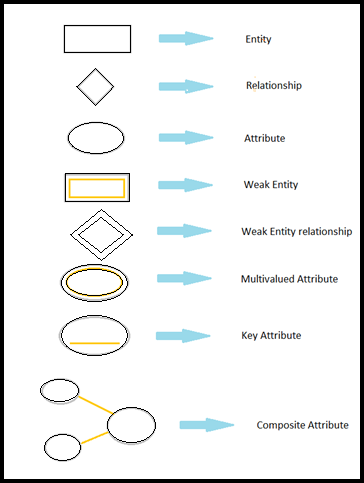 Entity
Relationship
Attribute
Weak Entity
Weak Entity relationship
Multivalued Attribute
Key Attribute
Composite Attribute